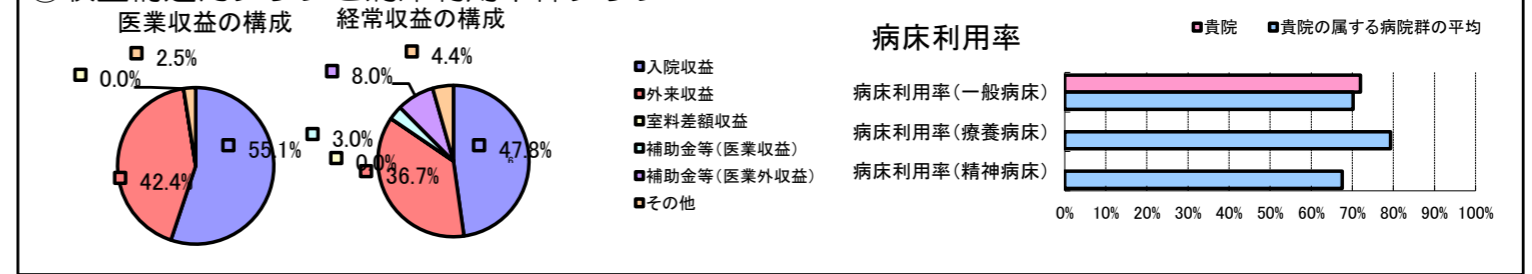 医業収益の構成
経常収益の構成
2.5%
0.0%
55.1%
42.4%
4.4%
8.0%
3.0%
0.0%
36.7%
47.8%
入院収益
外来収益
室料差額収益
補助金等(医業収益)
補助金等(医業外収益)
その他
病床利用率
貴院 貴院の属する病院群の平均
病床利用率(一般病床)
病床利用率(療養病床)
病床利用率(精神病床)
0% 10% 20% 30% 40% 50% 60% 70% 80% 90% 100%